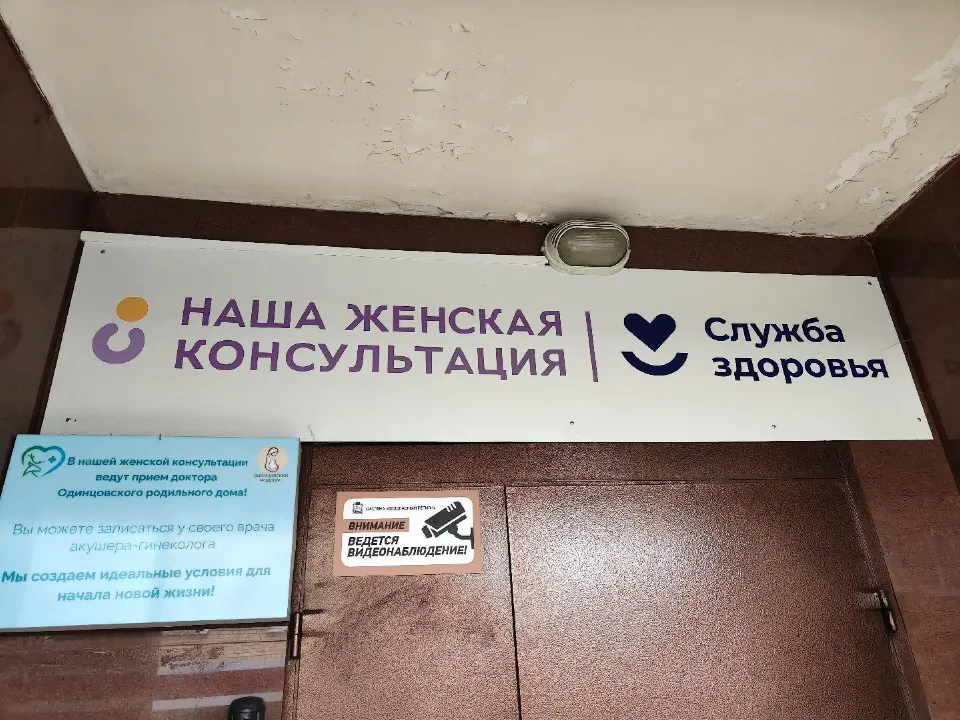 НАША ЖЕНСКАЯ
КОНСУЛЬТАЦИЯ
Служба
здоровья
В нашей женской консультации
ведут прием доктора
Одинцовского родильного дома!
Вы можете записаться у своего врача
акушера-гинеколога
Мы создаем идеальные условия для
начала новой жизни!
ВНИМАНИЕ
ВЕДЕТСЯ
ВИДЕОНАБЛЮДЕНИЕ!